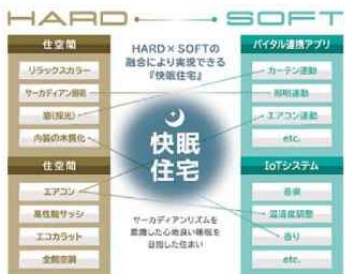 HARD
SOFT
住空間
リラックスカラー
サーカディアン照明
窓(採光)
内装の木質化
住空間
エアコン
高性能サッシ
エコカラット
全館空調
HARD×SOFTの
融合により実現できる
『快眠住宅』
快眠
住宅
サーカディアンリズムを
意識した心地良い睡眠を
目指した住まい
バイタル連携アプリ
カーテン連動
照明連動
エアコン連動
etc.
IoTシステム
音楽
温湿度調整
香り
etc.